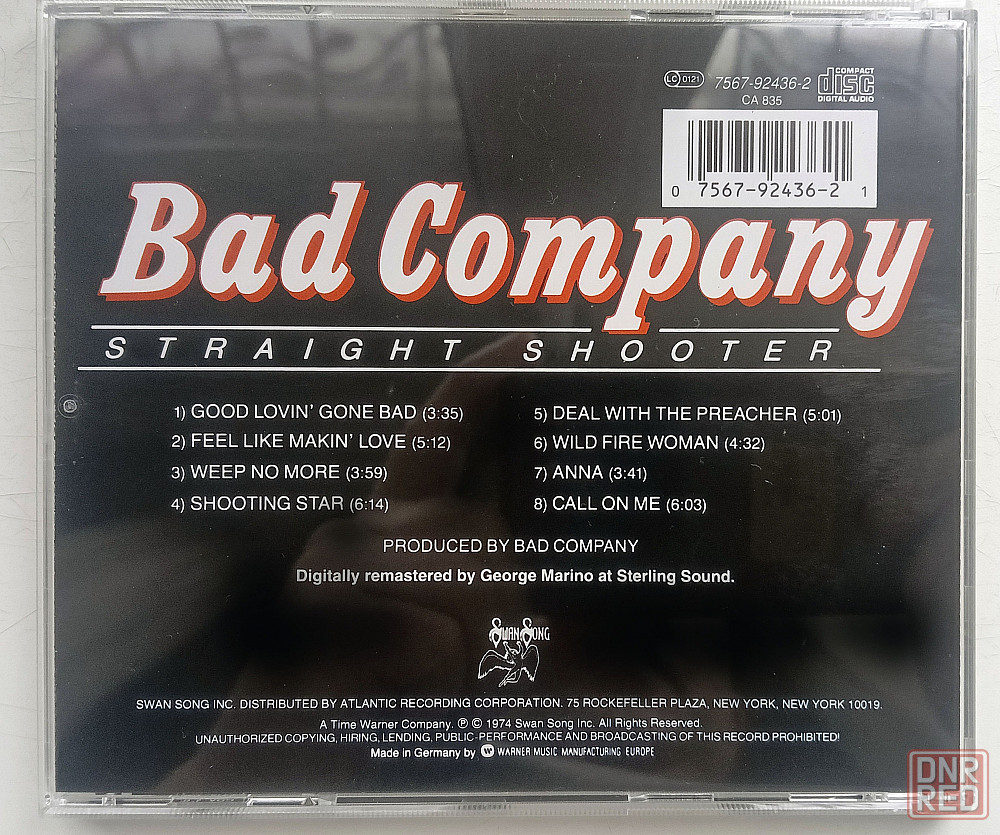 LC 0121 7567-92436-2 COMPACT disc DIGITAL AUDIO
CA 835
0 7567-92436-2 1
Bad Company
STRAIGHT SHOOTER
1) GOOD LOVIN' GONE BAD (3:35)
2) FEEL LIKE MAKIN' LOVE (5:12)
3) WEEP NO MORE (3:59)
4) SHOOTING STAR (6:14)
5) DEAL WITH THE PREACHER (5:01)
6) WILD FIRE WOMAN (4:32)
7) ANNA (3:41)
8) CALL ON ME (6:03)
PRODUCED BY BAD COMPANY
Digitally remastered by George Marino at Sterling Sound.
SWAN SONG
SWAN SONG INC. DISTRIBUTED BY ATLANTIC RECORDING CORPORATION. 75 ROCKEFELLER PLAZA, NEW YORK, NEW YORK 10019.
A Time Warner Company. ℗ © 1974 Swan Song Inc. All Rights Reserved.
UNAUTHORIZED COPYING, HIRING, LENDING, PUBLIC-PERFORMANCE AND BROADCASTING OF THIS RECORD PROHIBITED!
Made in Germany by WARNER MUSIC MANUFACTURING EUROPE
DNR
RED